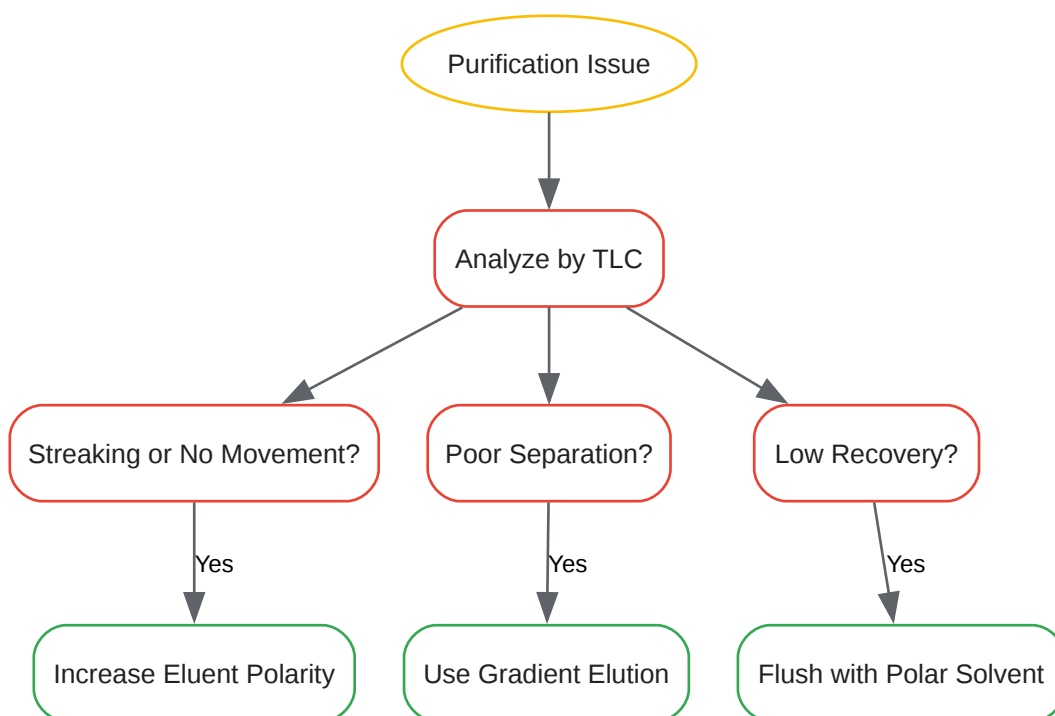 Purification Issue
Analyze by TLC
Streaking or No Movement?
Poor Separation?
Low Recovery?
Yes
Yes
Yes
Increase Eluent Polarity
Use Gradient Elution
Flush with Polar Solvent